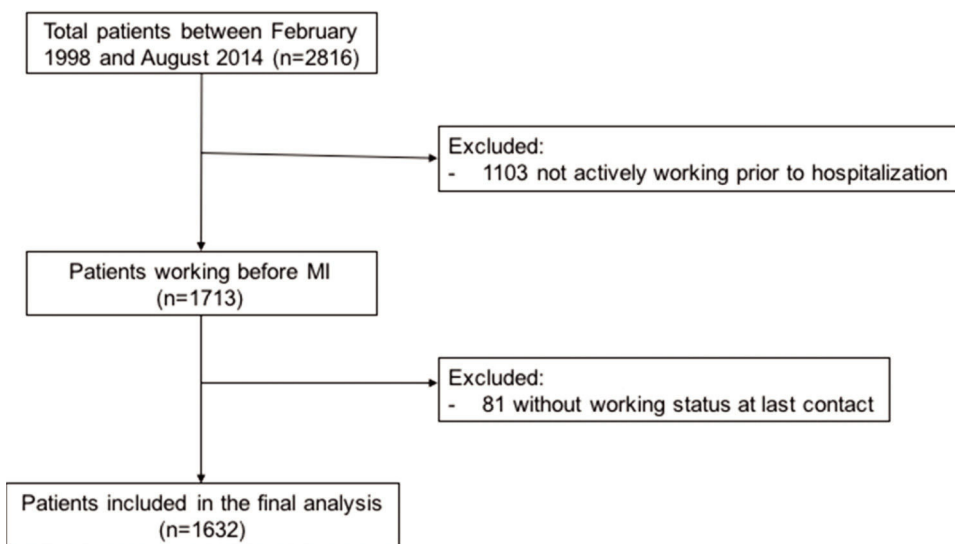 Total patients between February
1998 and August 2014 (n=2816)
Excluded:
- 1103 not actively working prior to hospitalization
Patients working before MI
(n=1713)
Excluded:
- 81 without working status at last contact
Patients included in the final analysis
(n=1632)